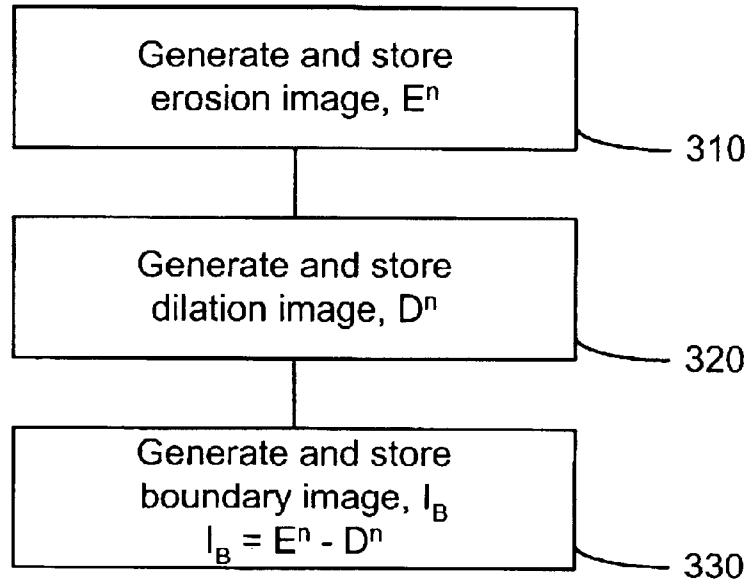 Generate and store
erosion image, Eⁿ
310
Generate and store
dilation image, Dⁿ
320
Generate and store
boundary image, I_B
I_B = Eⁿ - Dⁿ
330